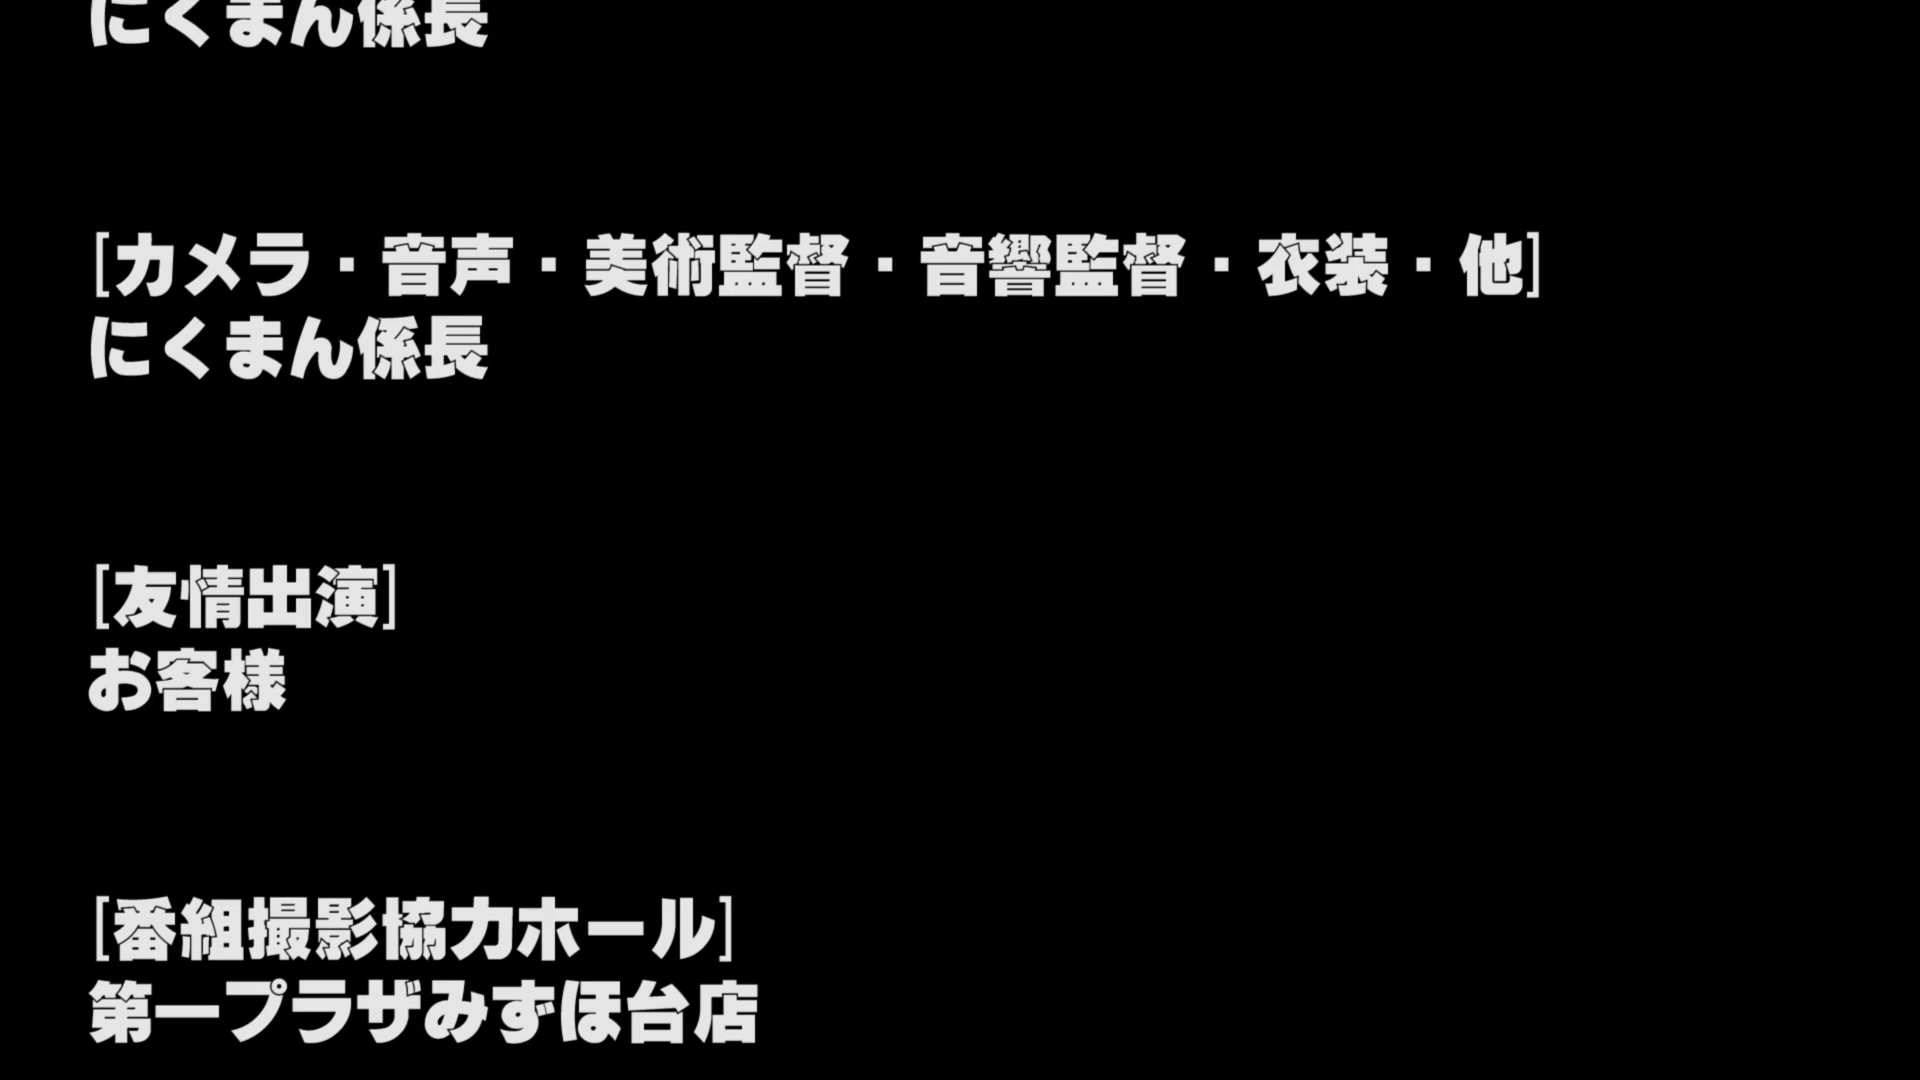 にくまん係長
[カメラ・音声・美術監督・音響監督・衣装・他]
にくまん係長
[友情出演]
お客様
[番組撮影協力ホール]
第一プラザみずほ台店